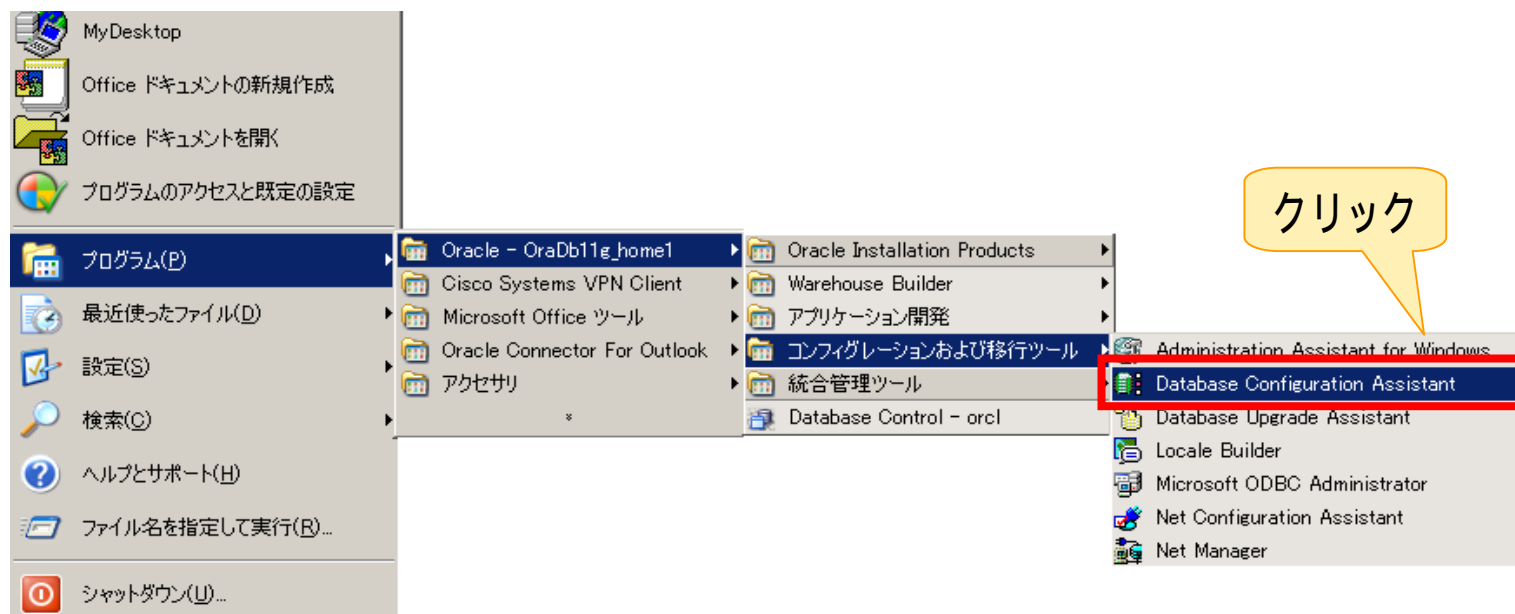 MyDesktop
Office ドキュメントの新規作成
Office ドキュメントを開く
プログラムのアクセスと既定の設定
プログラム(P)
最近使ったファイル(D)
設定(S)
検索(C)
ヘルプとサポート(H)
ファイル名を指定して実行(R)...
シャットダウン(U)...
Oracle - OraDb11g_home1
Cisco Systems VPN Client
Microsoft Office ツール
Oracle Connector For Outlook
アクセサリ
Oracle Installation Products
Warehouse Builder
アプリケーション開発
コンフィグレーションおよび移行ツール
統合管理ツール
Database Control - orcl
クリック
Administration Assistant for Windows
Database Configuration Assistant
Database Upgrade Assistant
Locale Builder
Microsoft ODBC Administrator
Net Configuration Assistant
Net Manager